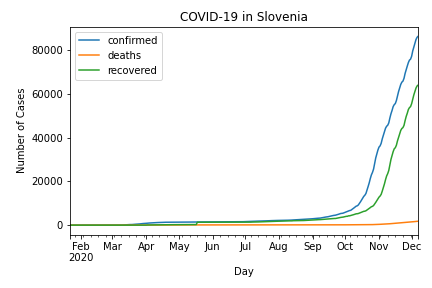 COVID-19 in Slovenia
confirmed
deaths
recovered
80000
60000
40000
20000
0
Number of Cases
Feb Mar Apr May Jun Jul Aug Sep Oct Nov Dec
2020
Day